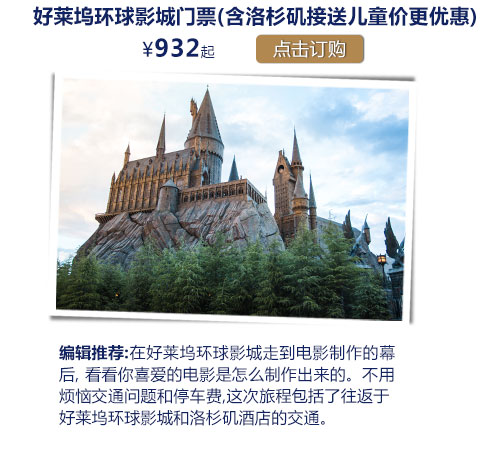 好莱坞环球影城门票(含洛杉矶接送儿童价更优惠)
¥932起
点击订购
编辑推荐:在好莱坞环球影城走到电影制作的幕
后, 看看你喜爱的电影是怎么制作出来的。不用
烦恼交通问题和停车费,这次旅程包括了往返于
好莱坞环球影城和洛杉矶酒店的交通。